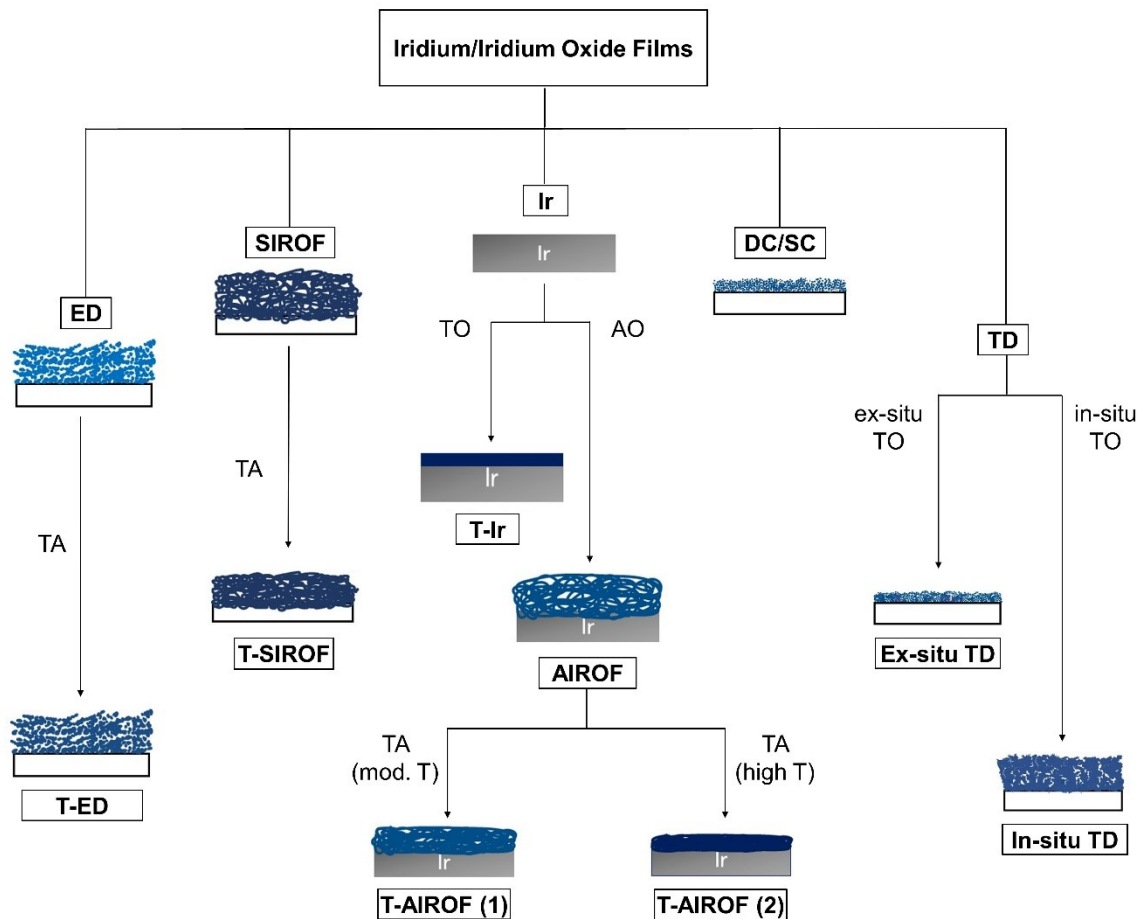 Iridium/Iridium Oxide Films
Ir
SIROF
DC/SC
Ir
ED
TO
AO
TD
ex-situ
TO
in-situ
TO
TA
Ir
T-Ir
TA
Ir
T-SIROF
Ex-situ TD
AIROF
TA
(mod. T)
TA
(high T)
T-ED
In-situ TD
Ir
Ir
T-AIROF (1)
T-AIROF (2)